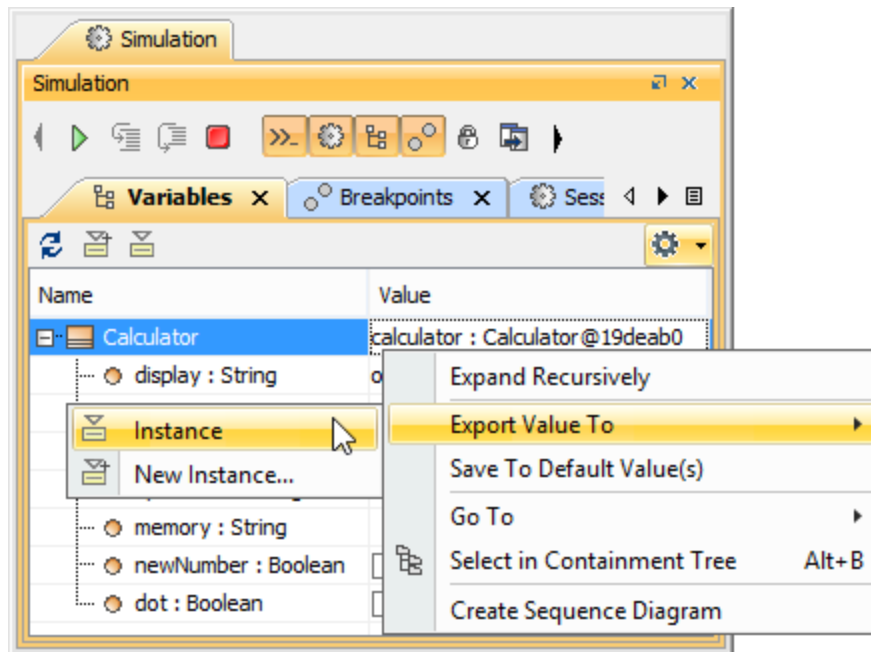 Simulation
Simulation
Variables
Breakpoints
Sess
Name Value
Calculator calculator : Calculator@19deab0
display : String
Expand Recursively
Instance
Export Value To
New Instance...
Save To Default Value(s)
Go To
memory : String
newNumber : Boolean
Select in Containment Tree Alt+B
dot : Boolean
Create Sequence Diagram